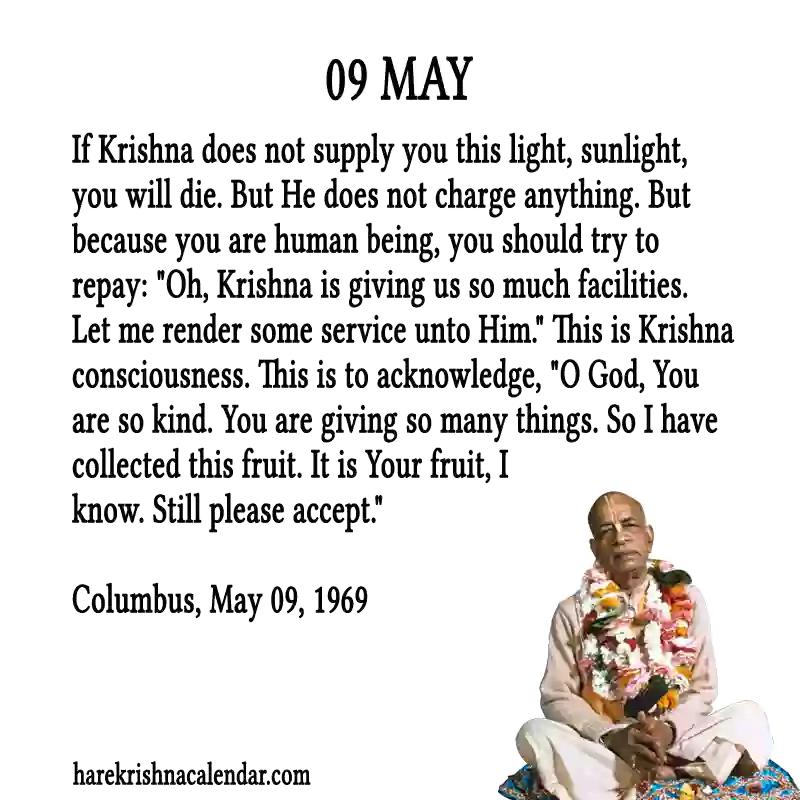 09 MAY
If Krishna does not supply you this light, sunlight,
you will die. But He does not charge anything. But
because you are human being, you should try to
repay: "Oh, Krishna is giving us so much facilities.
Let me render some service unto Him." This is Krishna
consciousness. This is to acknowledge, "O God, You
are so kind. You are giving so many things. So I have
collected this fruit. It is Your fruit, I
know. Still please accept."
Columbus, May 09, 1969
harekrishnacalendar.com